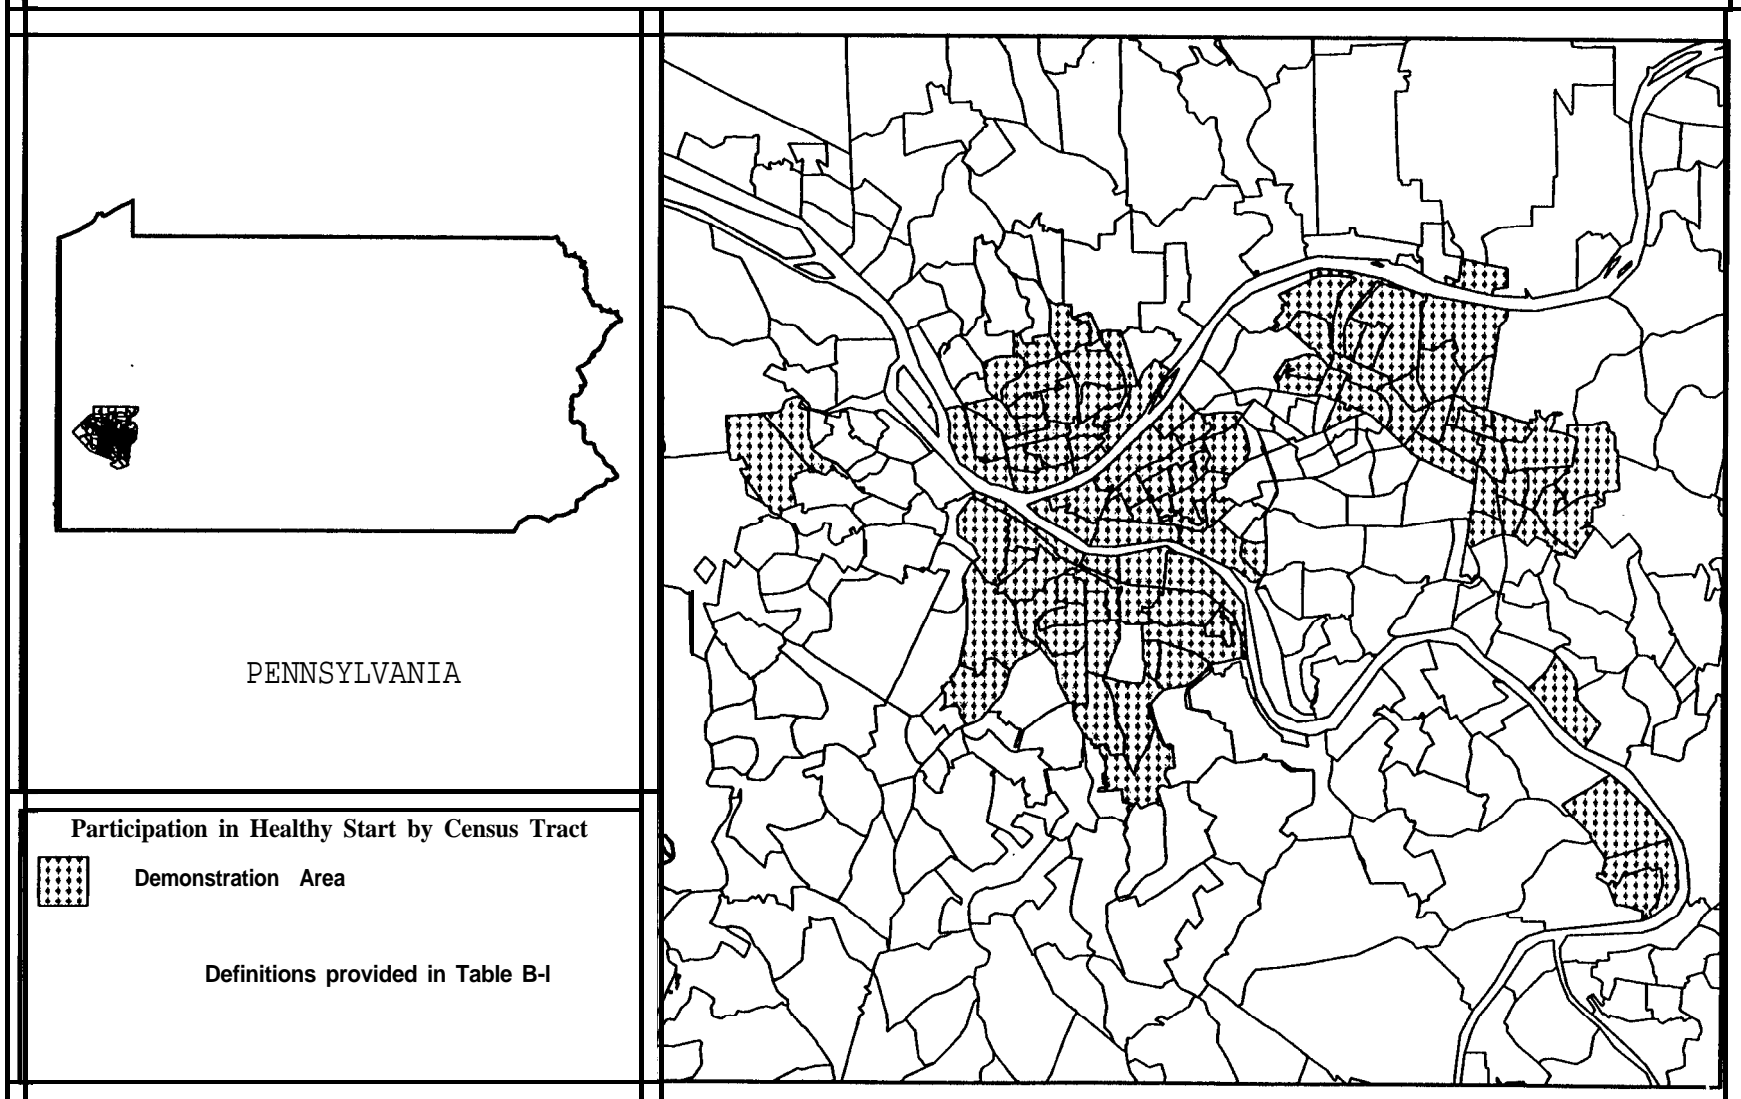 PENNSYLVANIA
Participation in Healthy Start by Census Tract
Demonstration Area
Definitions provided in Table B-I